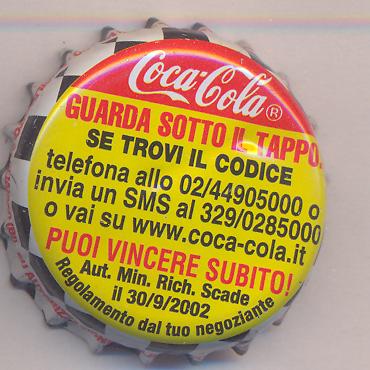 Coca-Cola ®
GUARDA SOTTO IL TAPPO.
SE TROVI IL CODICE
telefona allo 02/44905000 o
invia un SMS al 329/0285000
o vai su www.coca-cola.it
PUOI VINCERE SUBITO!
Aut. Min. Rich. Scade
il 30/9/2002
Regolamento dal tuo negoziante